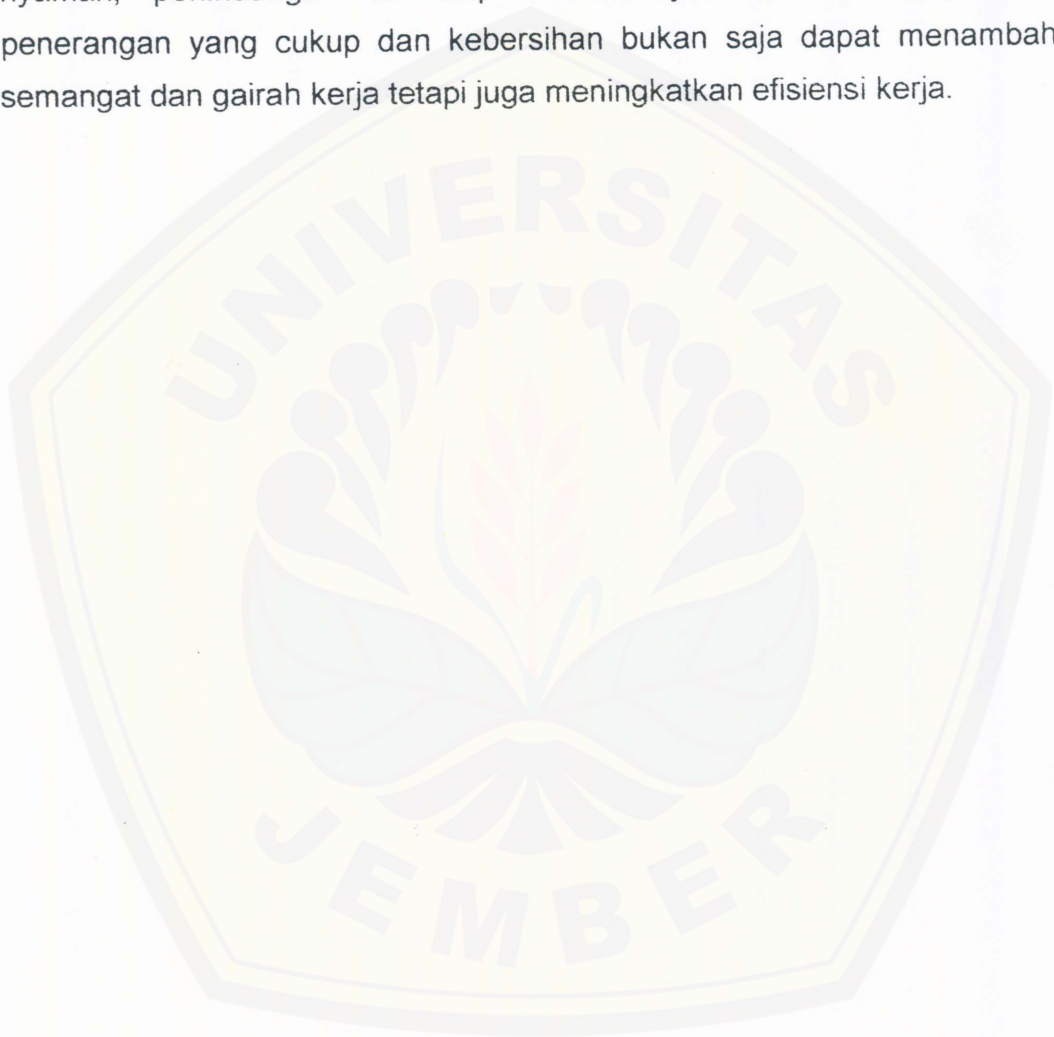 penerangan yang cukup dan kebersihan bukan saja dapat menambah
semangat dan gairah kerja tetapi juga meningkatkan efisiensi kerja.
UNIVERSITAS
JEMBER